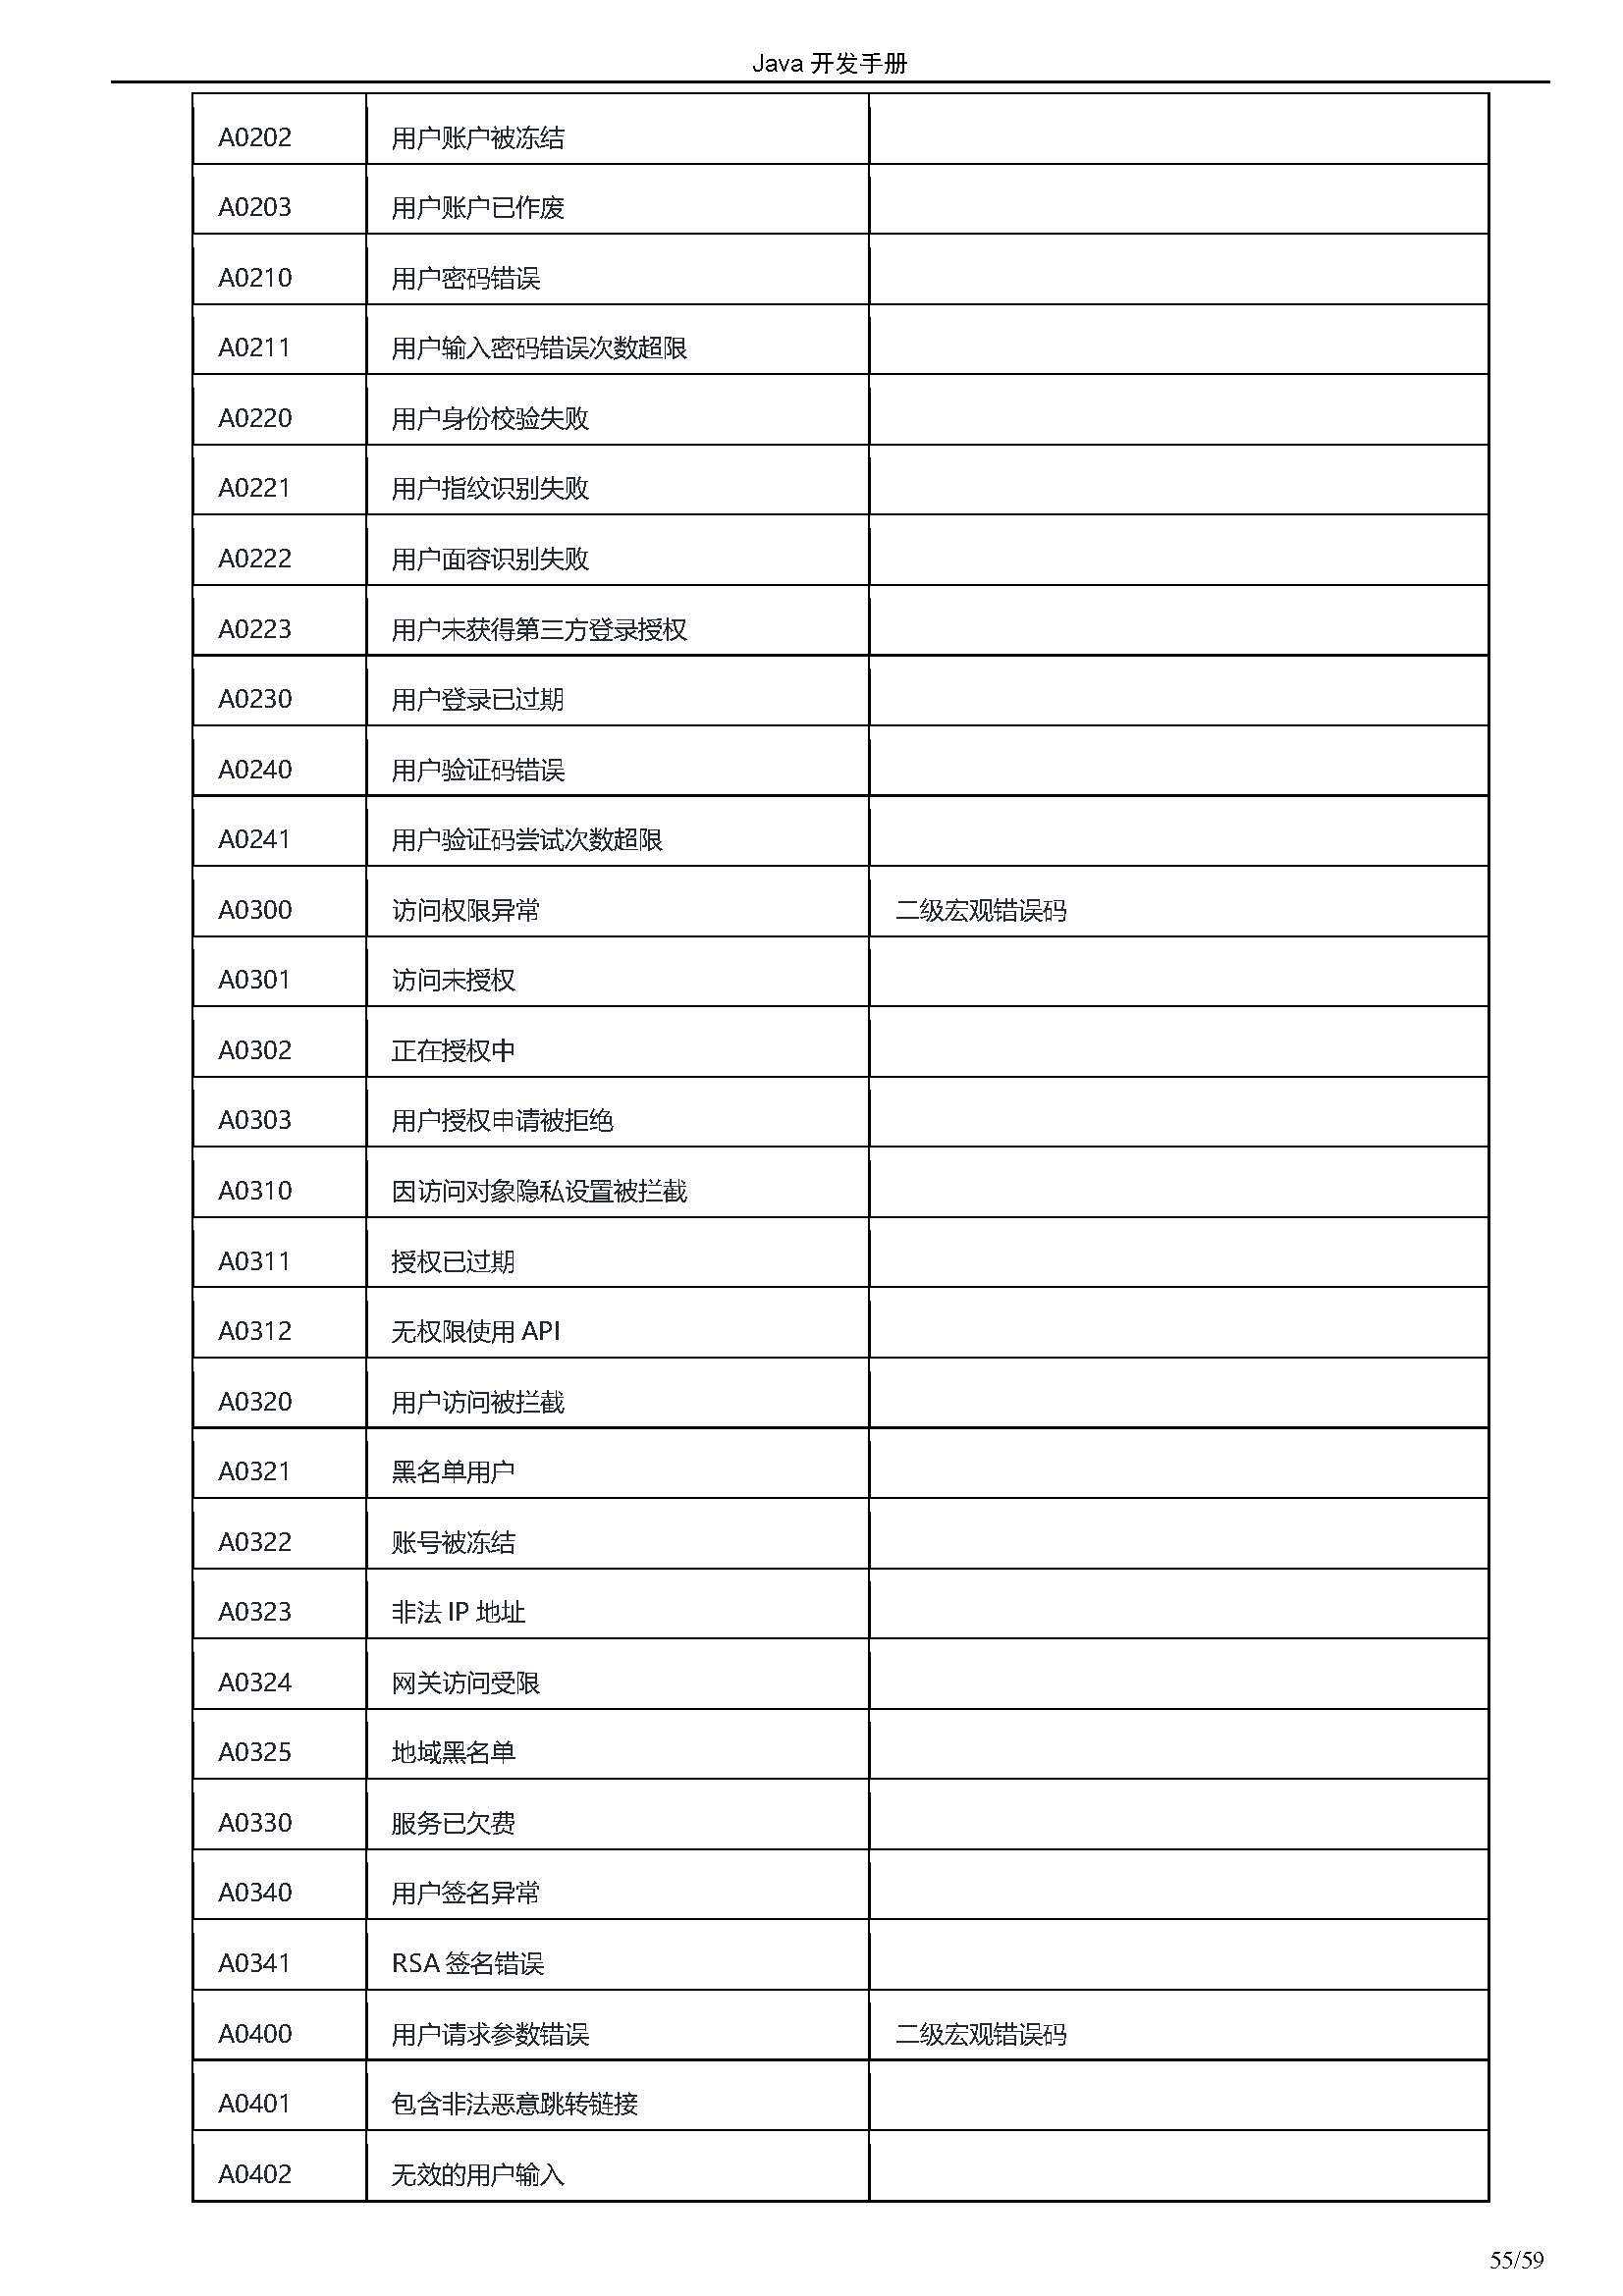 Java 开发手册
A0202 用户账户被冻结
A0203 用户账户已作废
A0210 用户密码错误
A0211 用户输入密码错误次数超限
A0220 用户身份校验失败
A0221 用户指纹识别失败
A0222 用户面容识别失败
A0223 用户未获得第三方登录授权
A0230 用户登录已过期
A0240 用户验证码错误
A0241 用户验证码尝试次数超限
A0300 访问权限异常 二级宏观错误码
A0301 访问未授权
A0302 正在授权中
A0303 用户授权申请被拒绝
A0310 因访问对象隐私设置被拦截
A0311 授权已过期
A0312 无权限使用 API
A0320 用户访问被拦截
A0321 黑名单用户
A0322 账号被冻结
A0323 非法 IP 地址
A0324 网关访问受限
A0325 地域黑名单
A0330 服务已欠费
A0340 用户签名异常
A0341 RSA 签名错误
A0400 用户请求参数错误 二级宏观错误码
A0401 包含非法恶意跳转链接
A0402 无效的用户输入
55/59